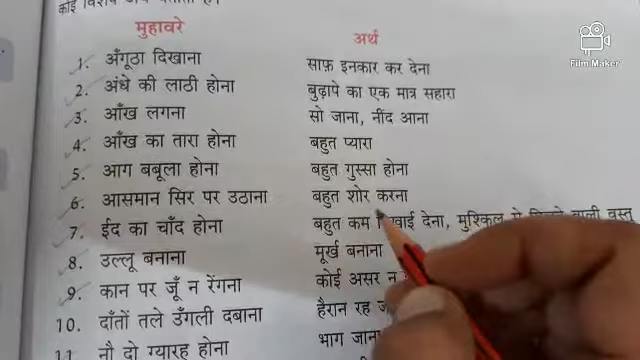 कोई विशेष
Film Maker
मुहावरे अर्थ
1. अँगूठा दिखाना साफ़ इनकार कर देना
2. अंधे की लाठी होना बुढ़ापे का एक मात्र सहारा
3. आँख लगना सो जाना, नींद आना
4. आँख का तारा होना बहुत प्यारा
5. आग बबूला होना बहुत गुस्सा होना
6. आसमान सिर पर उठाना बहुत शोर करना
7. ईद का चाँद होना बहुत कम देना, मुश्किल वस्तु
8. उल्लू बनाना मूर्ख बनाना
9. कान पर जूँ न रेंगना कोई असर न
10. दाँतों तले उँगली दबाना हैरान रह
11. नौ दो ग्यारह होना भाग जाना